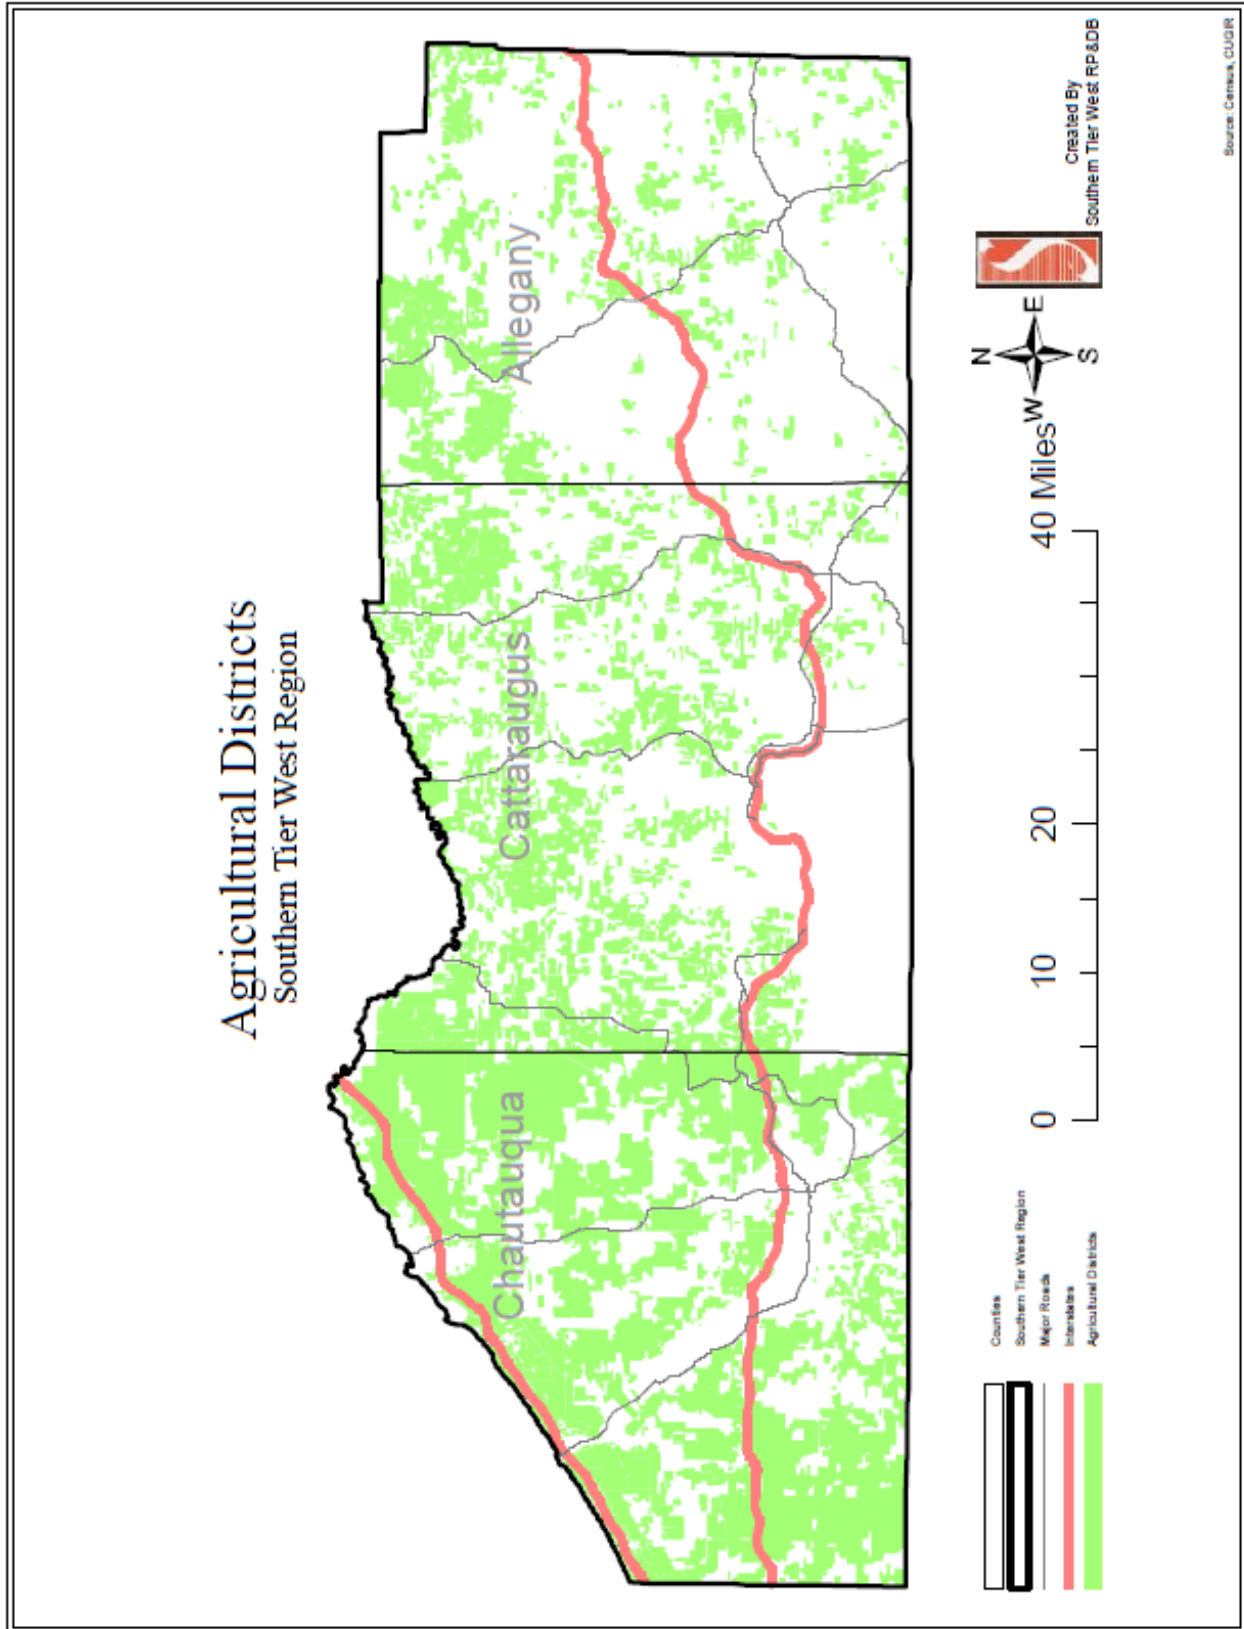 Agricultural Districts
Southern Tier West Region
Chautauqua
Cattaraugus
Allegany
Counties
Southern Tier West Region
Major Roads
Interstates
Agricultural Districts
0
10
20
40 Miles
N
W
E
S
Created By
Southern Tier West RP&DB
Source: Census, CUGIR